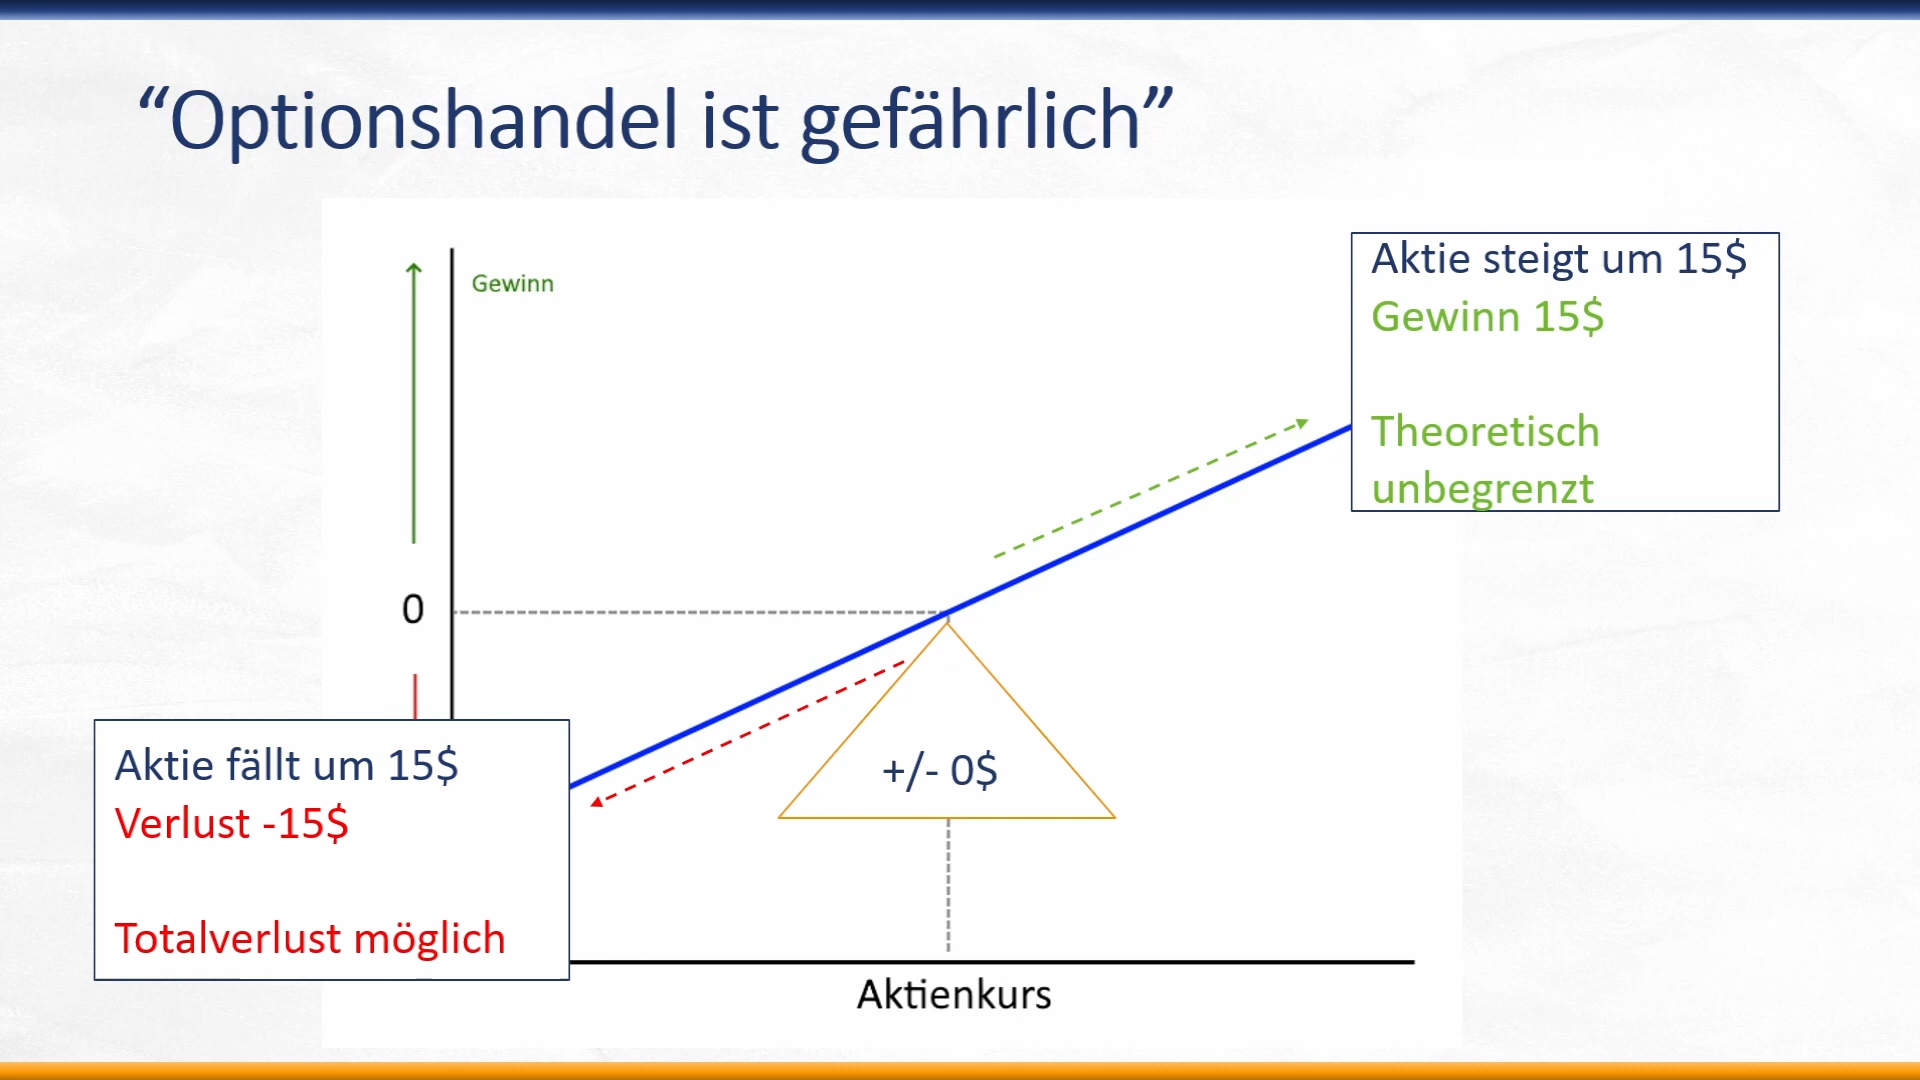 “Optionshandel ist gefährlich”
Gewinn
Aktie steigt um 15$
Gewinn 15$
Theoretisch
unbegrenzt
0
+/- 0$
Aktie fällt um 15$
Verlust -15$
Totalverlust möglich
Aktienkurs